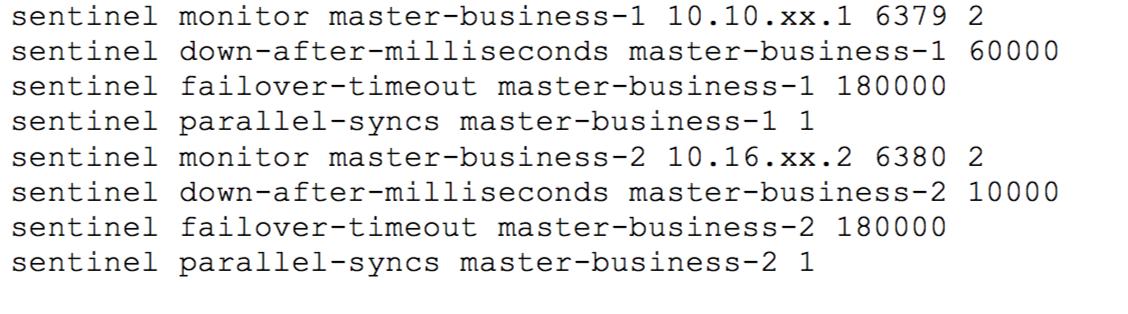 sentinel monitor master-business-1 10.10.xx.1 6379 2
sentinel down-after-milliseconds master-business-1 60000
sentinel failover-timeout master-business-1 180000
sentinel parallel-syncs master-business-1 1
sentinel monitor master-business-2 10.16.xx.2 6380 2
sentinel down-after-milliseconds master-business-2 10000
sentinel failover-timeout master-business-2 180000
sentinel parallel-syncs master-business-2 1